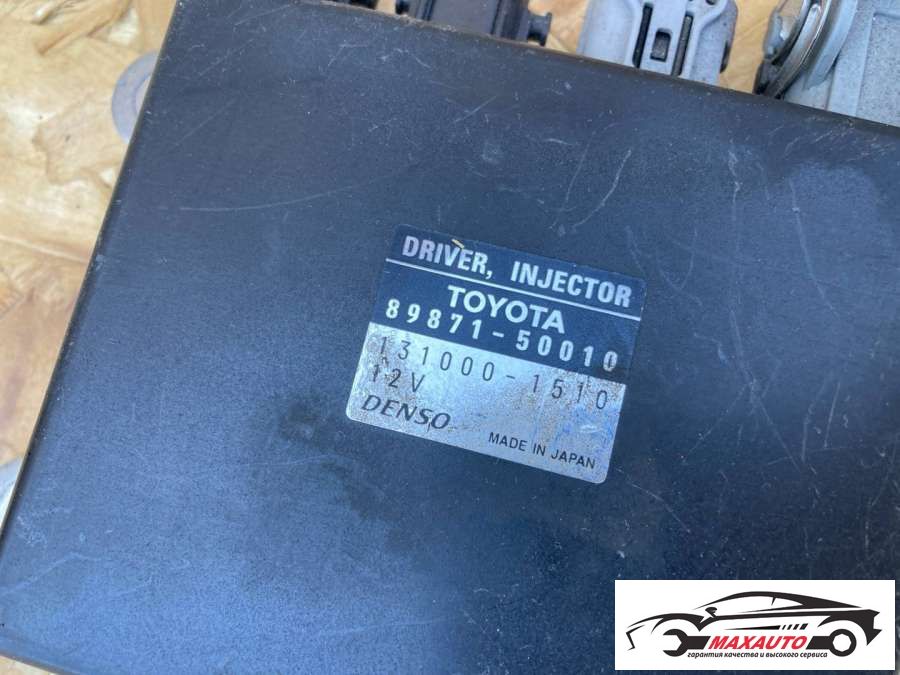 DRIVER, INJECTOR
TOYOTA
89871-50010
131000-1510
12V
DENSO
MADE IN JAPAN
MAXAUTO
гарантия качества и высокого сервиса